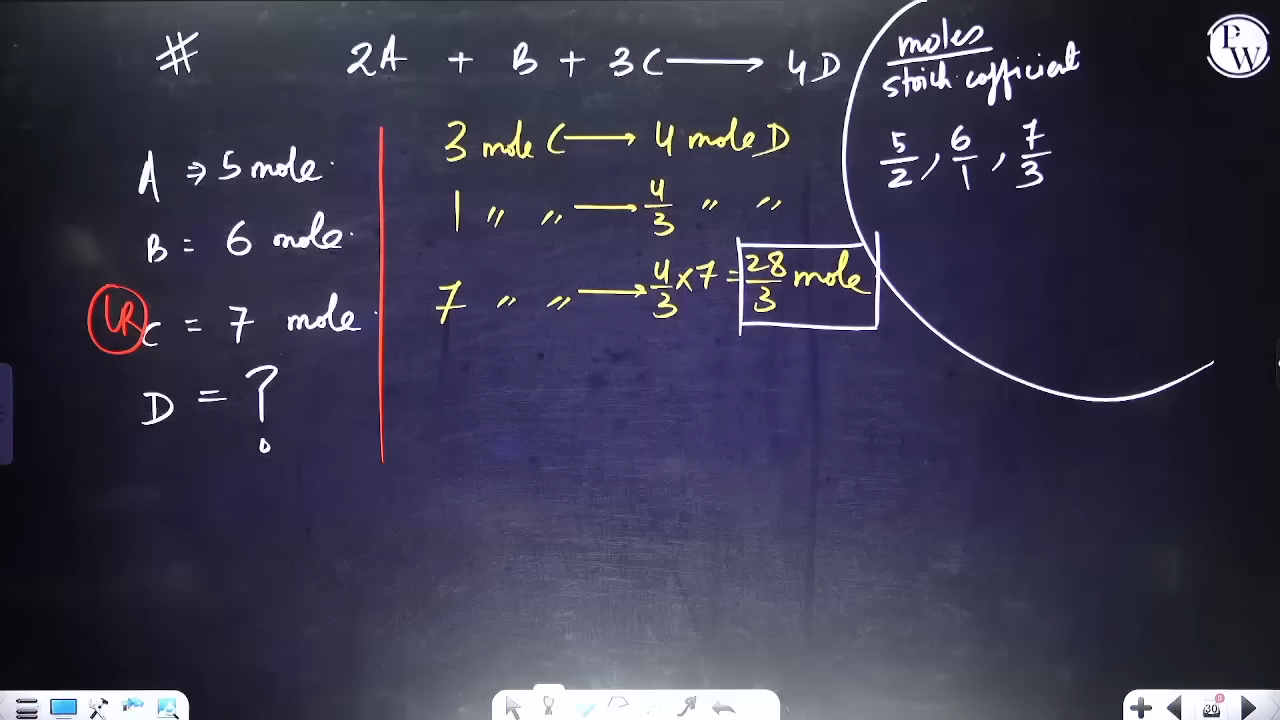 # 2A + B + 3C → 4D
A ⇒ 5 mole.
B = 6 mole.
LR C = 7 mole.
D = ?
3 mole C → 4 mole D
1 〃 〃 → 4/3 〃 〃
7 〃 〃 → 4/3 × 7 = 28/3 mole
moles
stoich. cofficient
5/2, 6/1, 7/3
PW
30